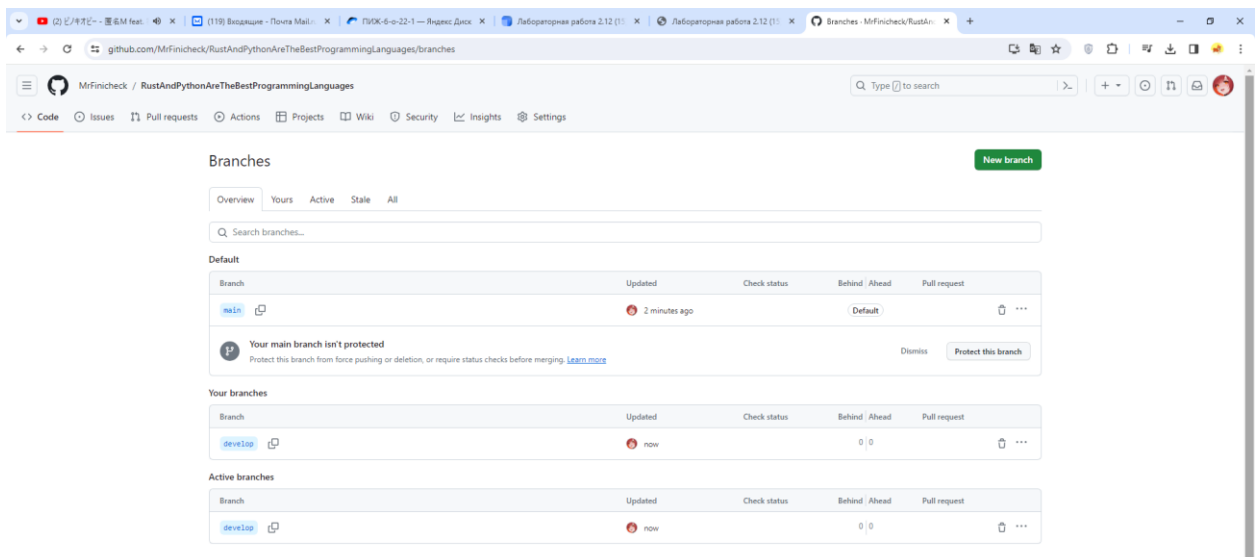 (2) ピノキオピー - 匿名M feat.
(119) Входящие - Почта Mail.
ПИЖ-б-о-22-1 — Яндекс Диск
Лабораторная работа 2.12 (1
Лабораторная работа 2.12 (1
Branches · MrFinicheck/RustAn
github.com/MrFinicheck/RustAndPythonAreTheBestProgrammingLanguages/branches
MrFinicheck / RustAndPythonAreTheBestProgrammingLanguages
Type / to search
Code Issues Pull requests Actions Projects Wiki Security Insights Settings
Branches
New branch
Overview Yours Active Stale All
Search branches...
Default
Branch Updated Check status Behind Ahead Pull request
main 2 minutes ago Default
Your main branch isn't protected
Protect this branch from force pushing or deletion, or require status checks before merging. Learn more
Dismiss Protect this branch
Your branches
Branch Updated Check status Behind Ahead Pull request
develop now 0 0
Active branches
Branch Updated Check status Behind Ahead Pull request
develop now 0 0